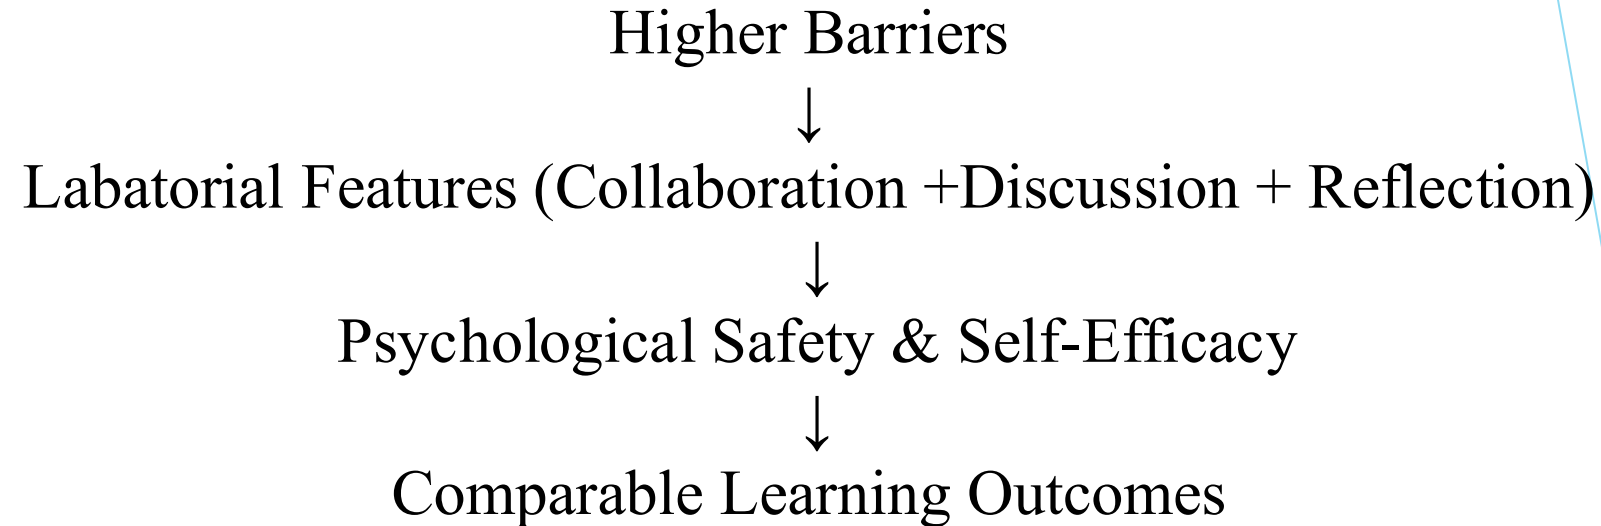 Higher Barriers
↓
Labatorial Features (Collaboration +Discussion + Reflection)
↓
Psychological Safety & Self-Efficacy
↓
Comparable Learning Outcomes